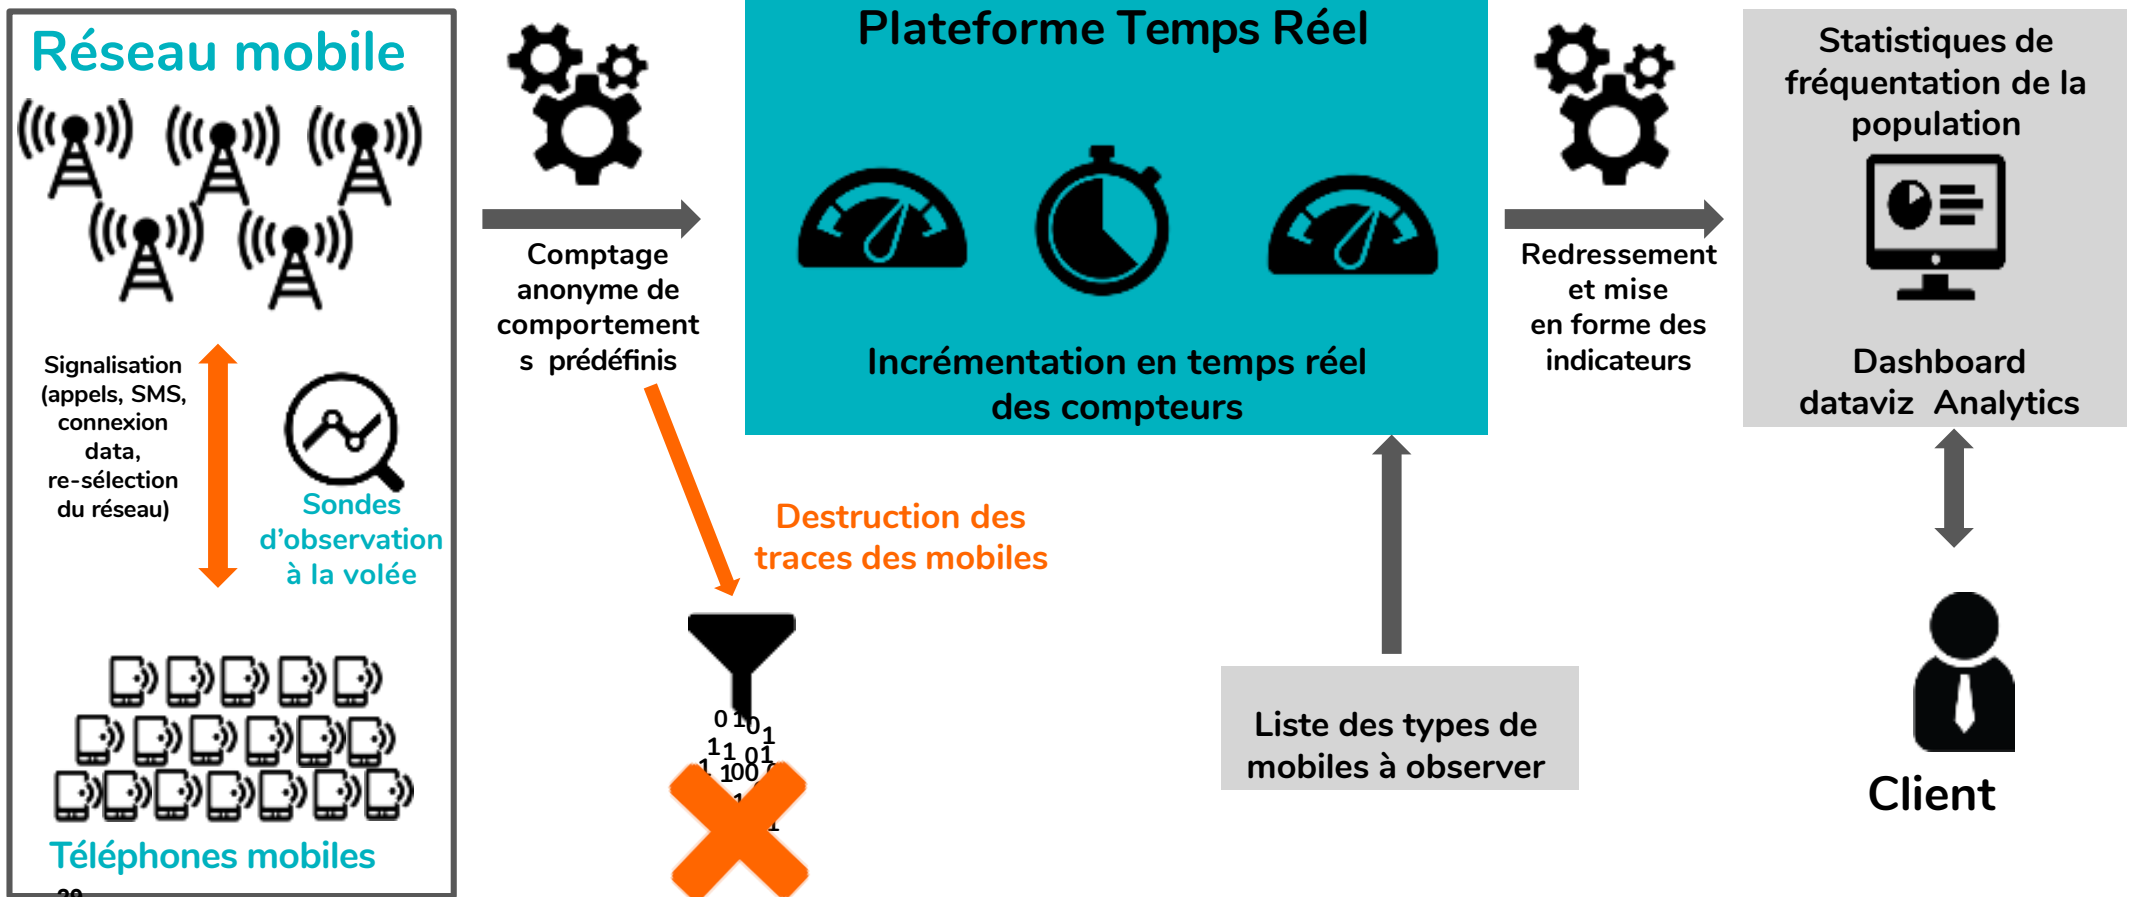 Réseau mobile
Signalisation
(appels, SMS,
connexion
data,
re-sélection
du réseau)
Sondes
d’observation
à la volée
Téléphones mobiles
Comptage
anonyme de
comportement
s prédéfinis
Destruction des
traces des mobiles
Plateforme Temps Réel
Incrémentation en temps réel
des compteurs
Liste des types de
mobiles à observer
Redressement
et mise
en forme des
indicateurs
Statistiques de
fréquentation de la
population
Dashboard
dataviz Analytics
Client